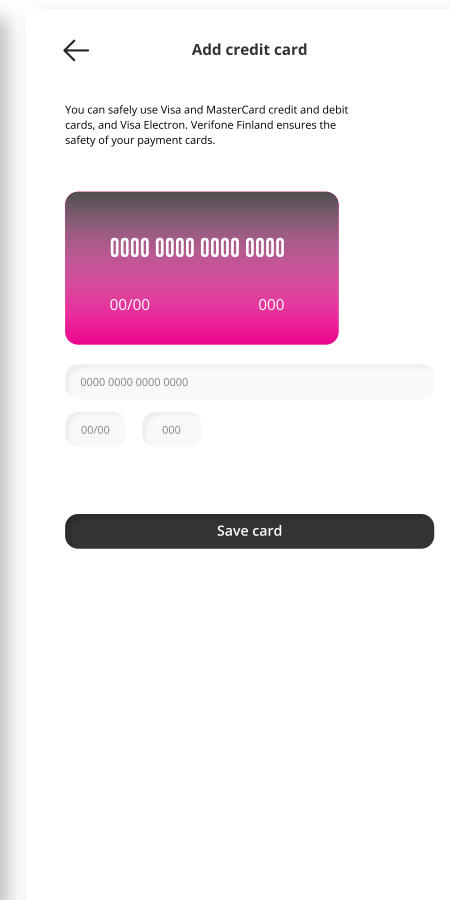 Add credit card
You can safely use Visa and MasterCard credit and debit
cards, and Visa Electron. Verifone Finland ensures the
safety of your payment cards.
0000 0000 0000 0000
00/00 000
0000 0000 0000 0000
00/00 000
Save card